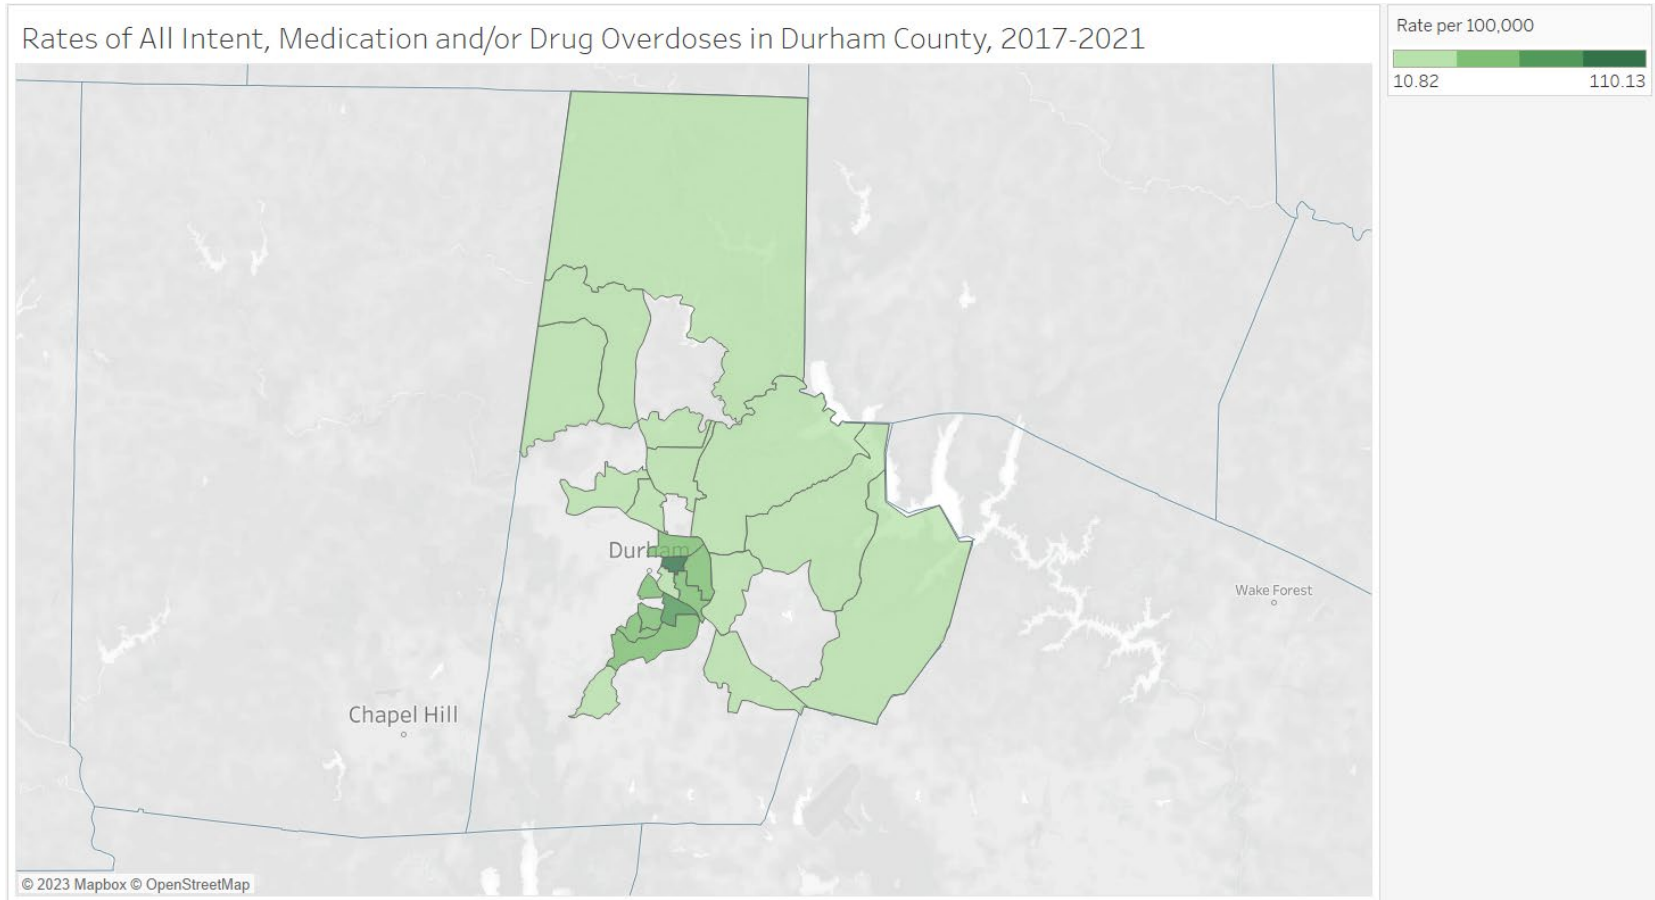 Rates of All Intent, Medication and/or Drug Overdoses in Durham County, 2017-2021
Rate per 100,000
10.82 110.13
Durham
Wake Forest
Chapel Hill
© 2023 Mapbox © OpenStreetMap